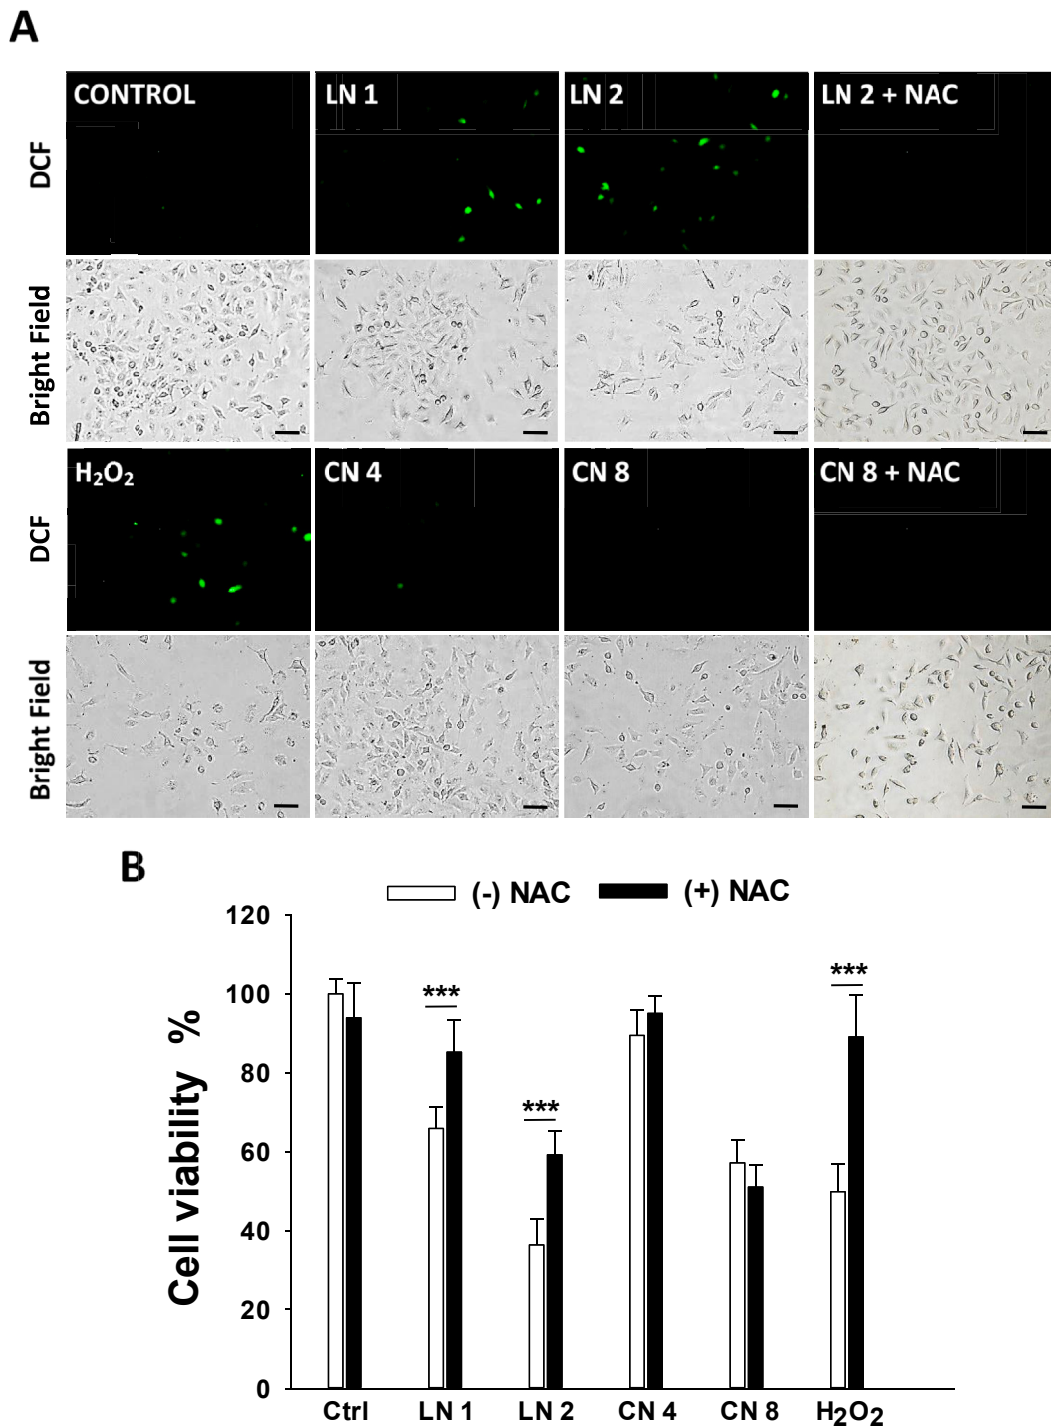 A
CONTROL
LN 1
LN 2
LN 2 + NAC
DCF
Bright Field
H₂O₂
CN 4
CN 8
CN 8 + NAC
DCF
Bright Field
B
(-) NAC
(+) NAC
Cell viability %
120
100
80
60
40
20
0
***
***
***
Ctrl
LN 1
LN 2
CN 4
CN 8
H₂O₂